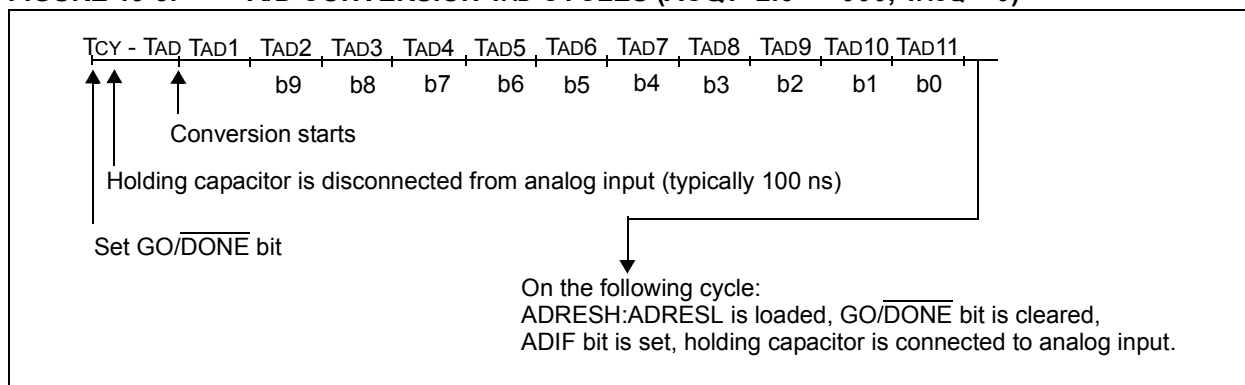 TCY - TAD TAD1 TAD2 TAD3 TAD4 TAD5 TAD6 TAD7 TAD8 TAD9 TAD10 TAD11
b9 b8 b7 b6 b5 b4 b3 b2 b1 b0
Conversion starts
Holding capacitor is disconnected from analog input (typically 100 ns)
Set GO/DONE bit
On the following cycle:
ADRESH:ADRESL is loaded, GO/DONE bit is cleared,
ADIF bit is set, holding capacitor is connected to analog input.